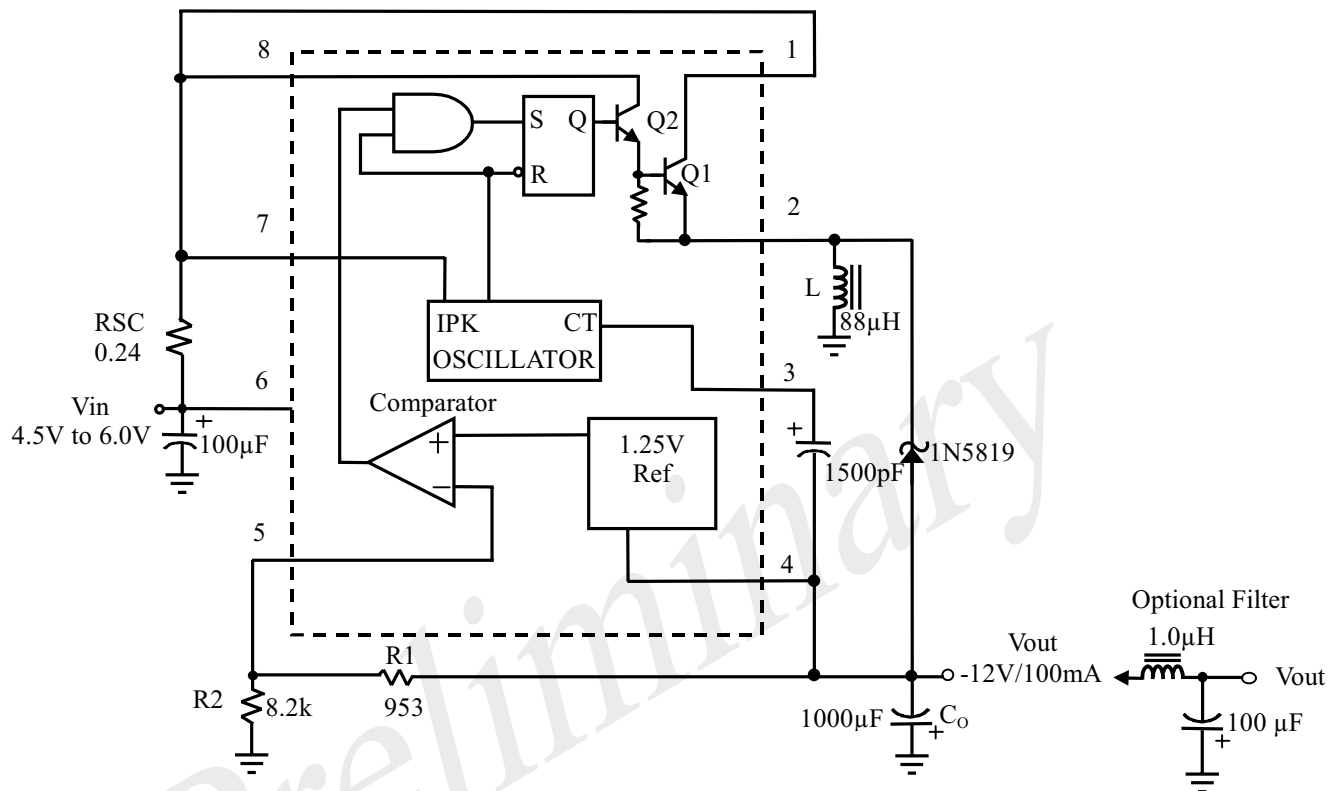 8
1
S Q
Q2
R
Q1
2
7
L
88µH
RSC
0.24
IPK CT
OSCILLATOR
3
6
Vin
4.5V to 6.0V
+
100µF
Comparator
+
−
1.25V
Ref
+
1500pF
1N5819
5
4
Optional Filter
1.0µH
Vout
-12V/100mA
Vout
R1
953
R2
8.2k
1000µF
+
CO
100 µF
+
Preliminary